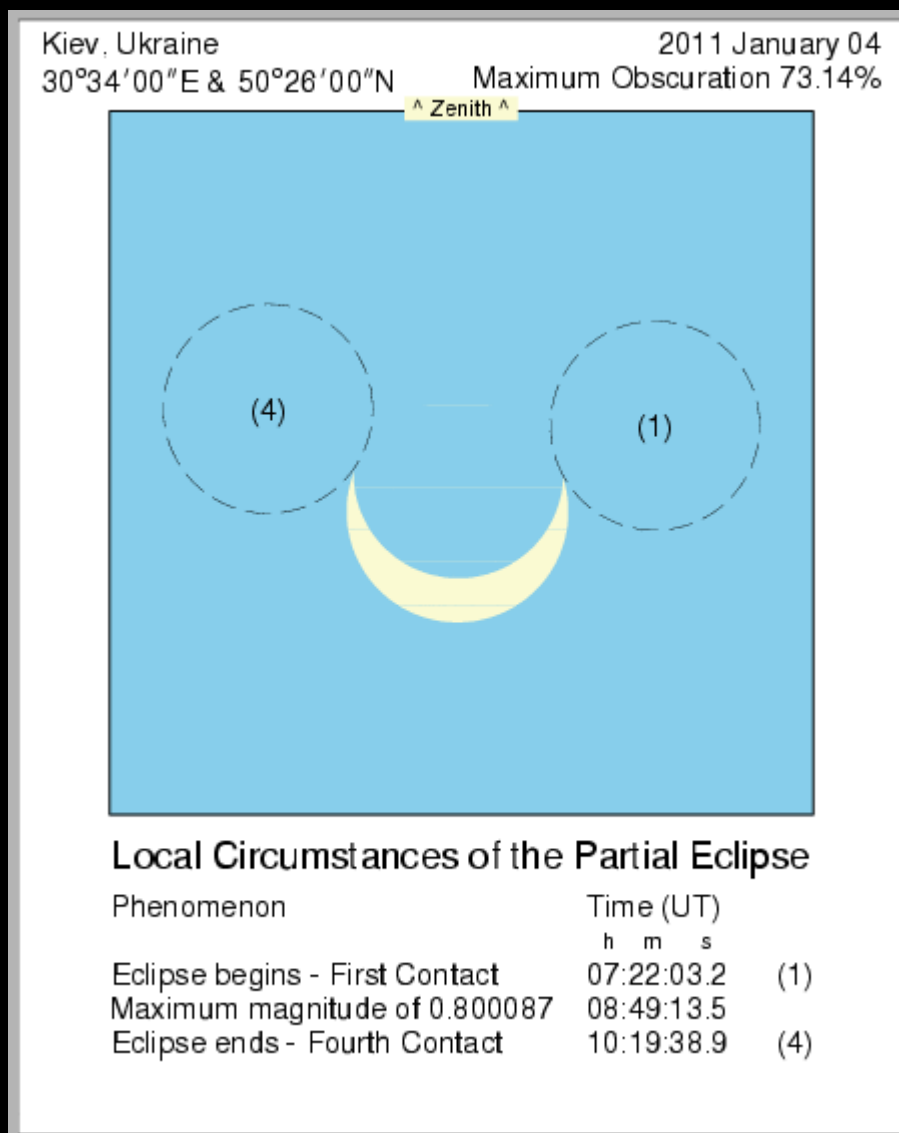 Kiev, Ukraine
2011 January 04
30°34'00"E & 50°26'00"N
Maximum Obscuration 73.14%
^ Zenith ^
(4)
(1)
Local Circumstances of the Partial Eclipse
Phenomenon Time (UT)
h m s
Eclipse begins - First Contact 07:22:03.2 (1)
Maximum magnitude of 0.800087 08:49:13.5
Eclipse ends - Fourth Contact 10:19:38.9 (4)